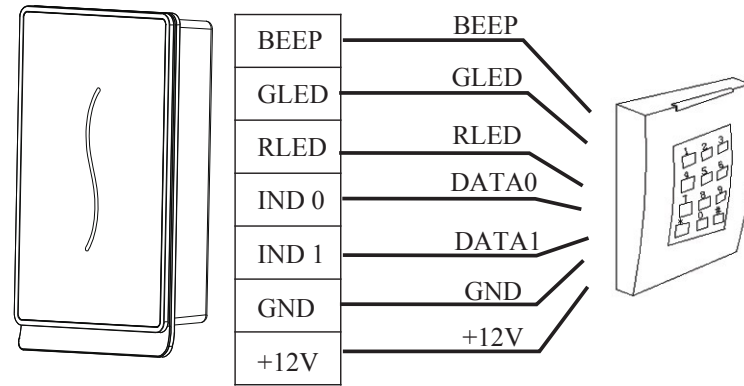 BEEP BEEP
GLED GLED
RLED RLED
IND 0 DATA0
IND 1 DATA1
GND GND
+12V +12V